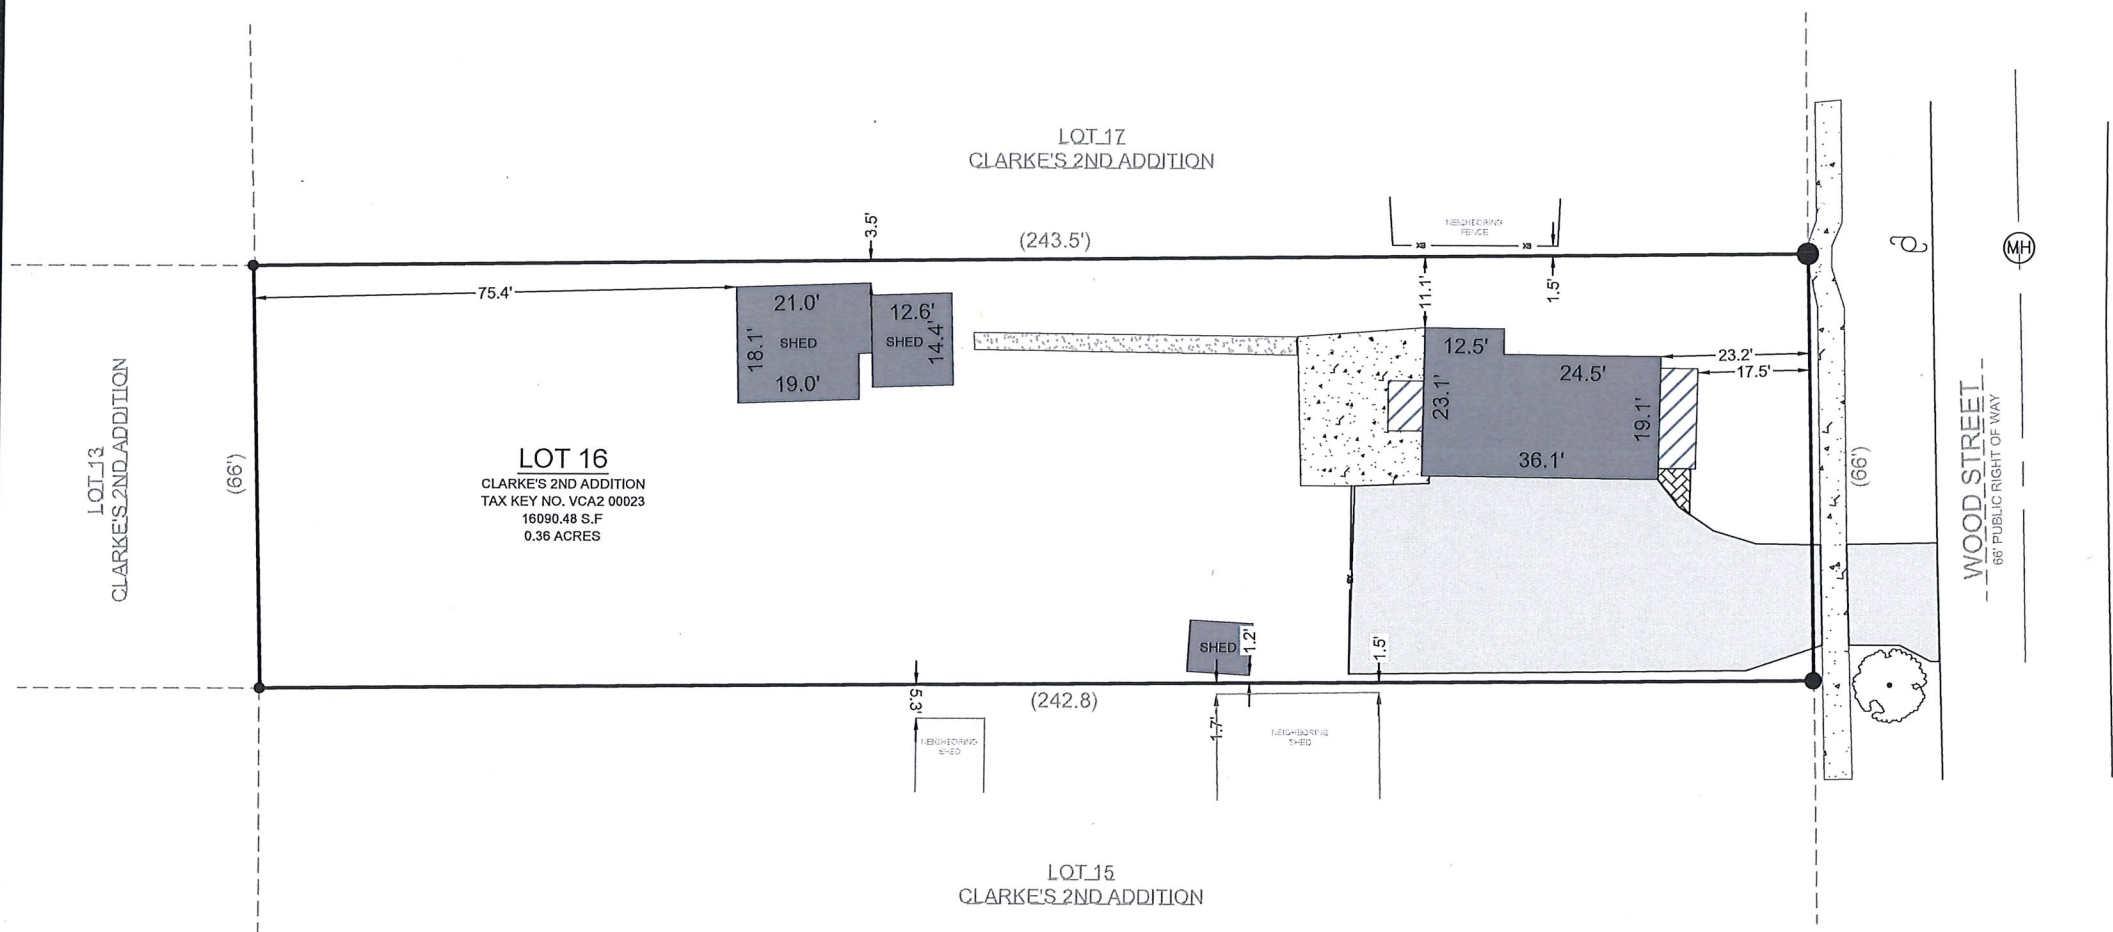 LOT 17
CLARKE'S 2ND ADDITION
3.5'
(243.5')
NEIGHBORING
FENCE
XB
XB
MH
75.4'
21.0'
18.1'
SHED
19.0'
12.6'
SHED
14.4'
11.1'
1.5'
12.5'
24.5'
23.1'
19.1'
36.1'
23.2'
17.5'
LOT 13
CLARKE'S 2ND ADDITION
(66')
LOT 16
CLARKE'S 2ND ADDITION
TAX KEY NO. VCA2 00023
16090.48 S.F
0.36 ACRES
(66')
WOOD STREET
66' PUBLIC RIGHT OF WAY
XB
SHED
1.2'
1.5'
5.3'
(242.8)
1.7'
NEIGHBORING
SHED
NEIGHBORING
SHED
LOT 15
CLARKE'S 2ND ADDITION